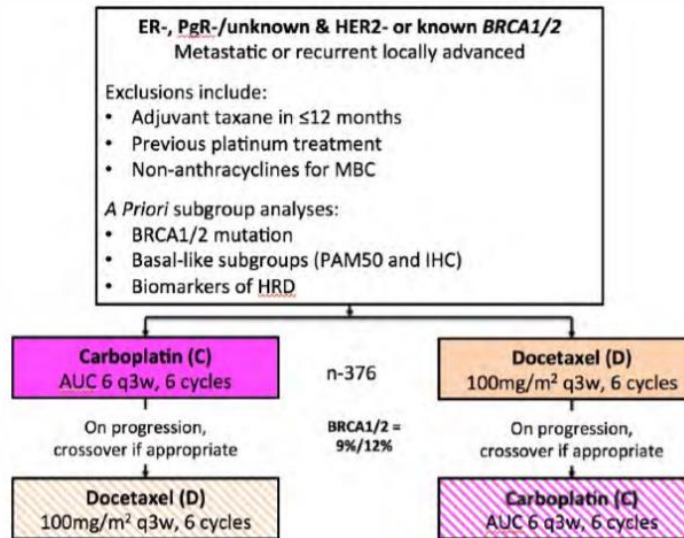 ER-, PgR-/unknown & HER2- or known BRCA1/2
Metastatic or recurrent locally advanced
Exclusions include:
• Adjuvant taxane in ≤12 months
• Previous platinum treatment
• Non-anthracyclines for MBC
A Priori subgroup analyses:
• BRCA1/2 mutation
• Basal-like subgroups (PAM50 and IHC)
• Biomarkers of HRD
Carboplatin (C)
AUC 6 q3w, 6 cycles
n-376
Docetaxel (D)
100mg/m² q3w, 6 cycles
On progression,
crossover if appropriate
BRCA1/2 =
9%/12%
On progression,
crossover if appropriate
Docetaxel (D)
100mg/m² q3w, 6 cycles
Carboplatin (C)
AUC 6 q3w, 6 cycles